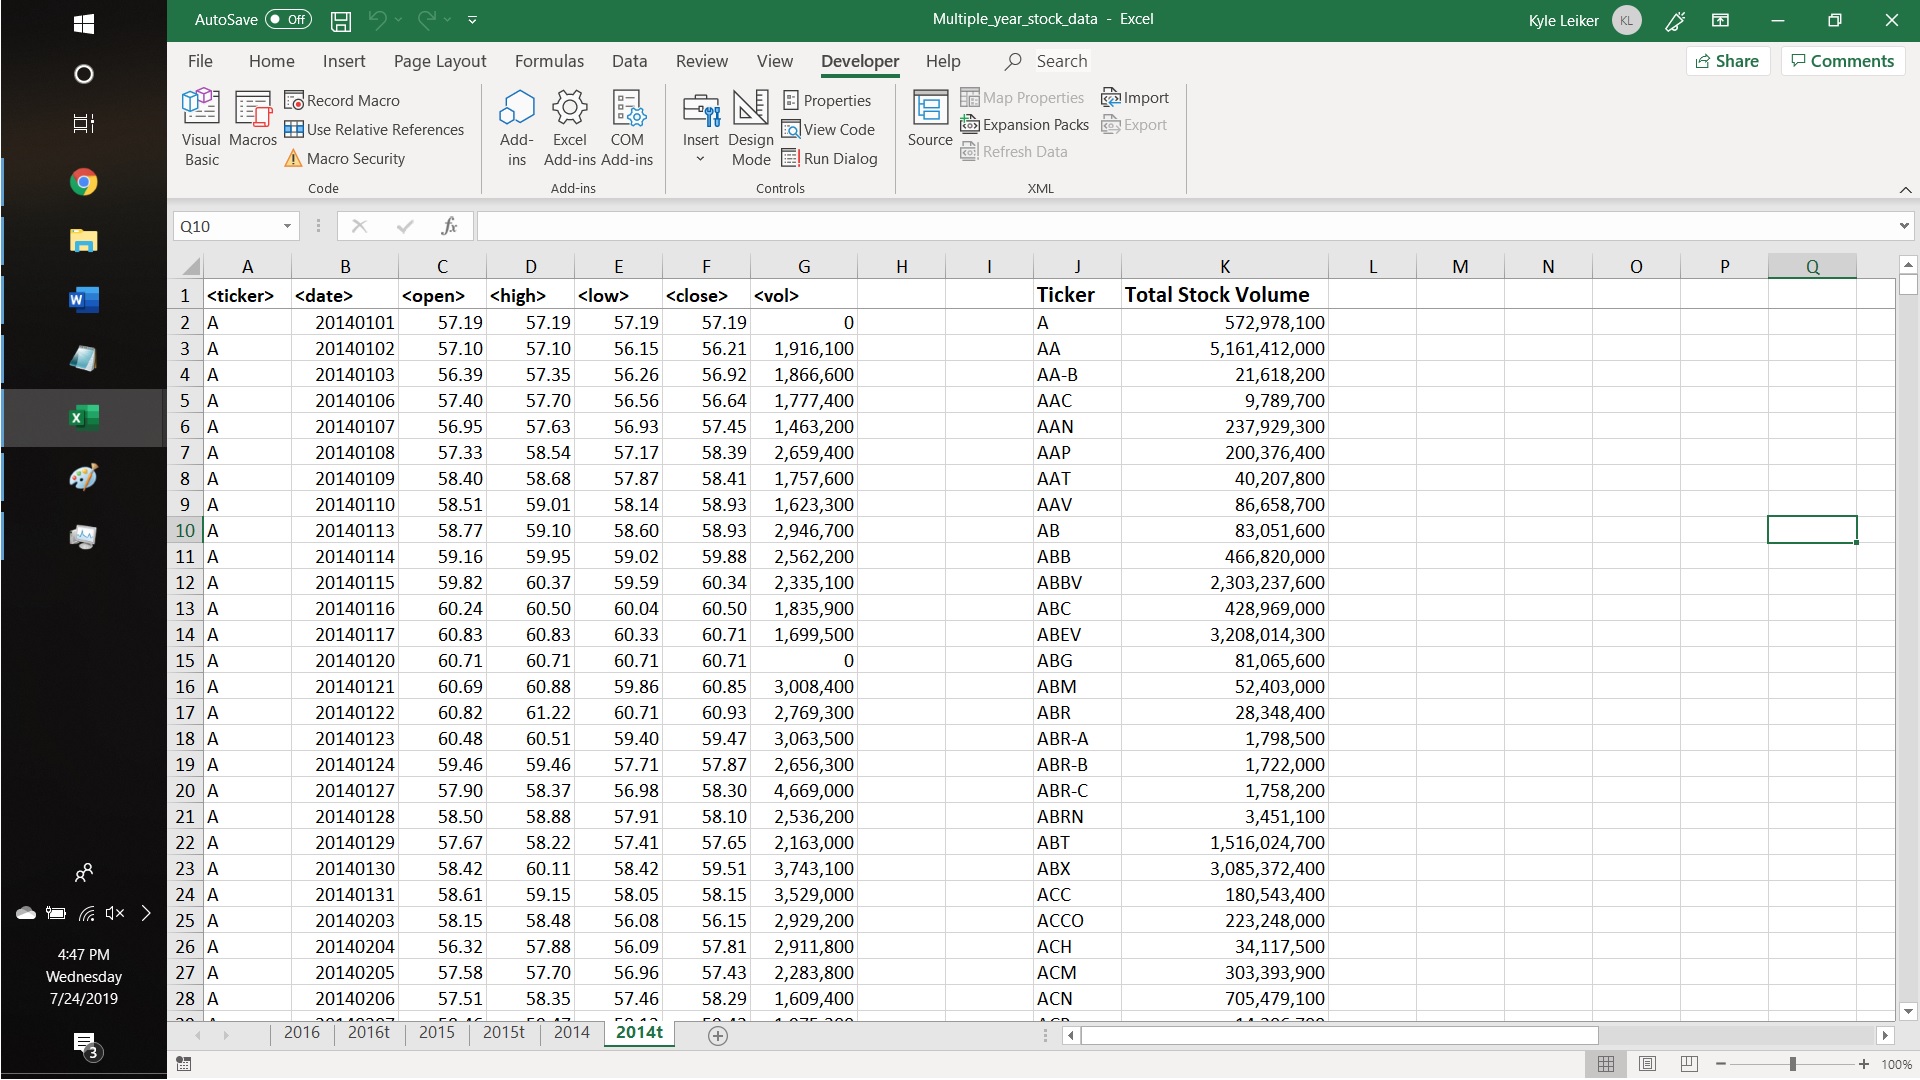 AutoSave Off
Multiple_year_stock_data - Excel
Kyle Leiker KL
File Home Insert Page Layout Formulas Data Review View Developer Help Search
Share Comments
Visual Basic
Macros
Record Macro
Use Relative References
Macro Security
Code
Add-ins
Excel Add-ins
COM Add-ins
Add-ins
Insert
Design Mode
Properties
View Code
Run Dialog
Controls
Source
Map Properties
Expansion Packs
Refresh Data
Import
Export
XML
Q10
fx
A B C D E F G H I J K L M N O P Q
1 <ticker> <date> <open> <high> <low> <close> <vol> Ticker Total Stock Volume
2 A 20140101 57.19 57.19 57.19 57.19 0 A 572,978,100
3 A 20140102 57.10 57.10 56.15 56.21 1,916,100 AA 5,161,412,000
4 A 20140103 56.39 57.35 56.26 56.92 1,866,600 AA-B 21,618,200
5 A 20140106 57.40 57.70 56.56 56.64 1,777,400 AAC 9,789,700
6 A 20140107 56.95 57.63 56.93 57.45 1,463,200 AAN 237,929,300
7 A 20140108 57.33 58.54 57.17 58.39 2,659,400 AAP 200,376,400
8 A 20140109 58.40 58.68 57.87 58.41 1,757,600 AAT 40,207,800
9 A 20140110 58.51 59.01 58.14 58.93 1,623,300 AAV 86,658,700
10 A 20140113 58.77 59.10 58.60 58.93 2,946,700 AB 83,051,600
11 A 20140114 59.16 59.95 59.02 59.88 2,562,200 ABB 466,820,000
12 A 20140115 59.82 60.37 59.59 60.34 2,335,100 ABBV 2,303,237,600
13 A 20140116 60.24 60.50 60.04 60.50 1,835,900 ABC 428,969,000
14 A 20140117 60.83 60.83 60.33 60.71 1,699,500 ABEV 3,208,014,300
15 A 20140120 60.71 60.71 60.71 60.71 0 ABG 81,065,600
16 A 20140121 60.69 60.88 59.86 60.85 3,008,400 ABM 52,403,000
17 A 20140122 60.82 61.22 60.71 60.93 2,769,300 ABR 28,348,400
18 A 20140123 60.48 60.51 59.40 59.47 3,063,500 ABR-A 1,798,500
19 A 20140124 59.46 59.46 57.71 57.87 2,656,300 ABR-B 1,722,000
20 A 20140127 57.90 58.37 56.98 58.30 4,669,000 ABR-C 1,758,200
21 A 20140128 58.50 58.88 57.91 58.10 2,536,200 ABRN 3,451,100
22 A 20140129 57.67 58.22 57.41 57.65 2,163,000 ABT 1,516,024,700
23 A 20140130 58.42 60.11 58.42 59.51 3,743,100 ABX 3,085,372,400
24 A 20140131 58.61 59.15 58.05 58.15 3,529,000 ACC 180,543,400
25 A 20140203 58.15 58.48 56.08 56.15 2,929,200 ACCO 223,248,000
26 A 20140204 56.32 57.88 56.09 57.81 2,911,800 ACH 34,117,500
27 A 20140205 57.58 57.70 56.96 57.43 2,283,800 ACM 303,393,900
28 A 20140206 57.51 58.35 57.46 58.29 1,609,400 ACN 705,479,100
2016 2016t 2015 2015t 2014 2014t
100%
4:47 PM
Wednesday
7/24/2019
3